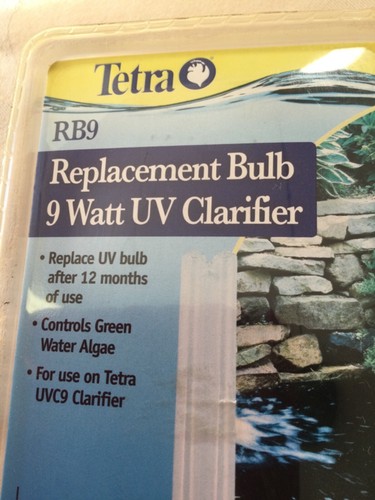 Tetra
RB9
Replacement Bulb
9 Watt UV Clarifier
• Replace UV bulb
after 12 months
of use
• Controls Green
Water Algae
• For use on Tetra
UVC9 Clarifier